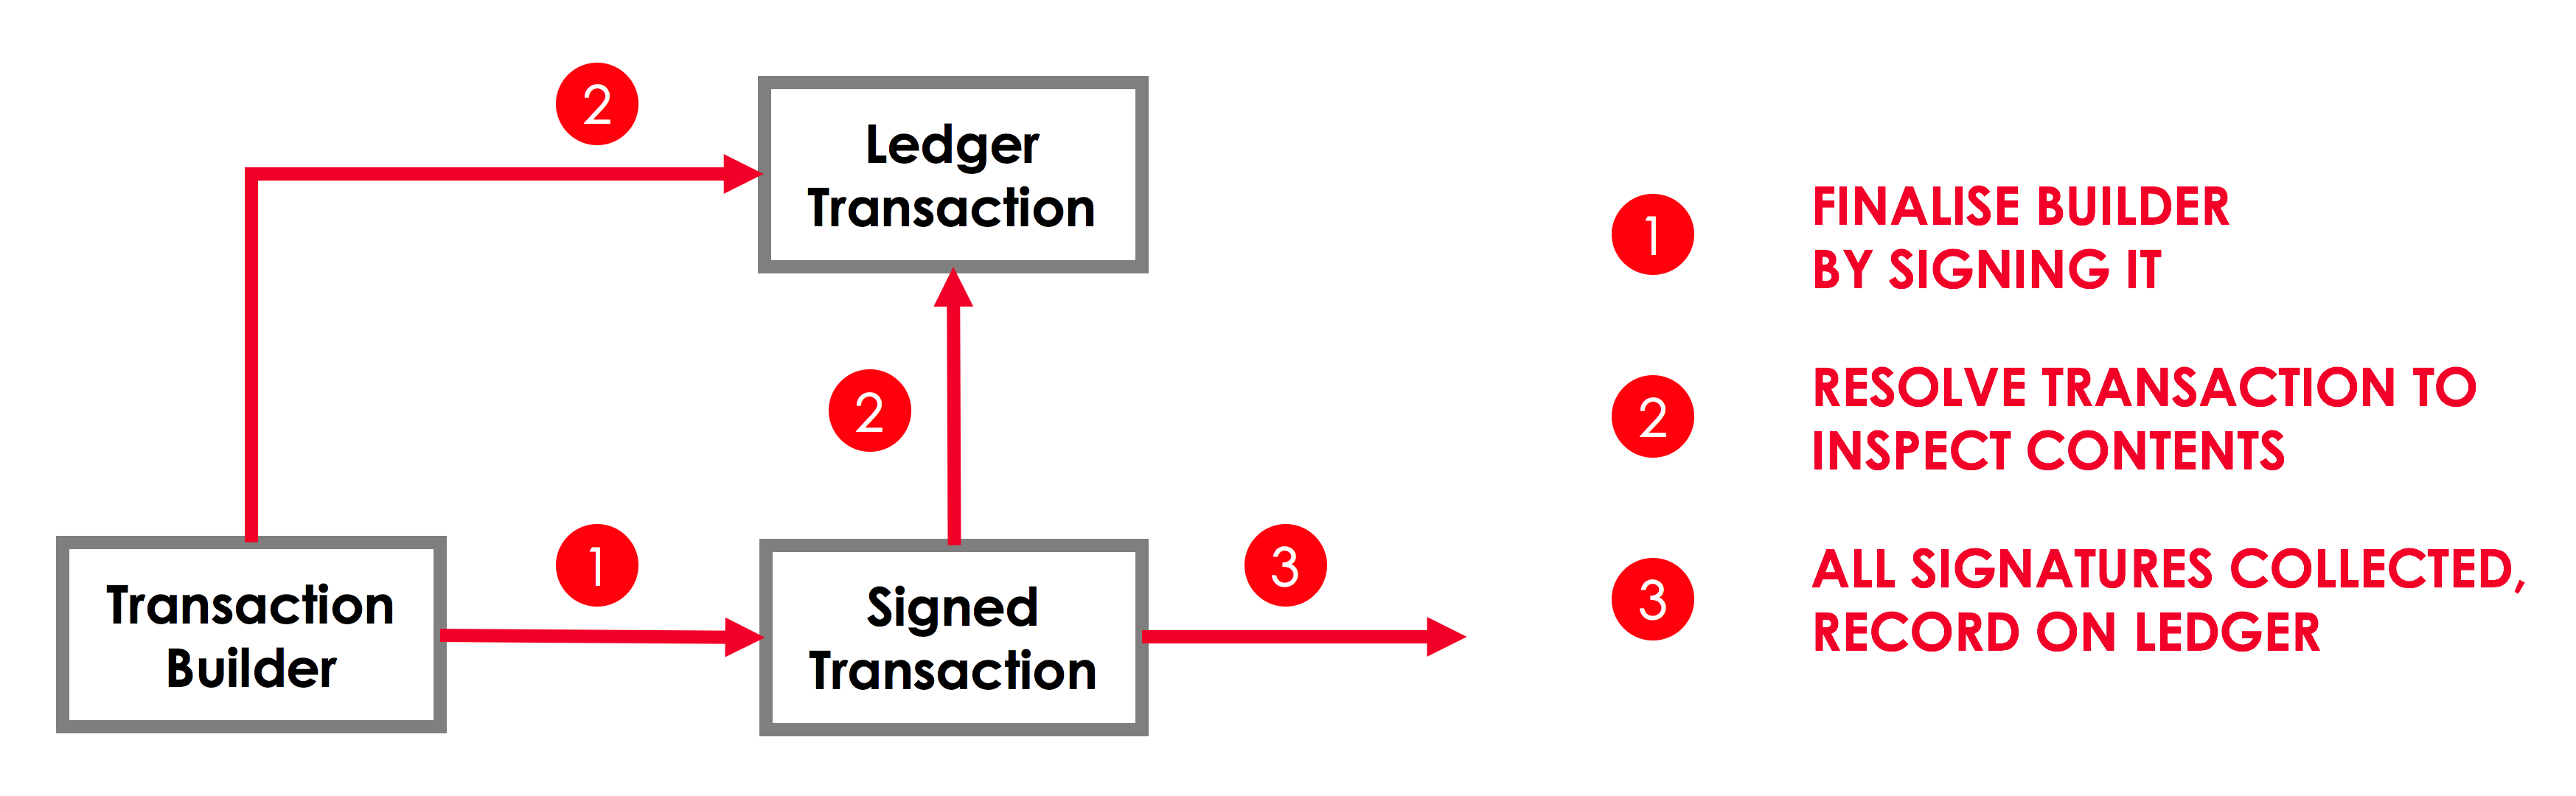 2
Ledger
Transaction
2
Transaction
Builder
1
Signed
Transaction
3
1
FINALISE BUILDER
BY SIGNING IT
2
RESOLVE TRANSACTION TO
INSPECT CONTENTS
3
ALL SIGNATURES COLLECTED,
RECORD ON LEDGER